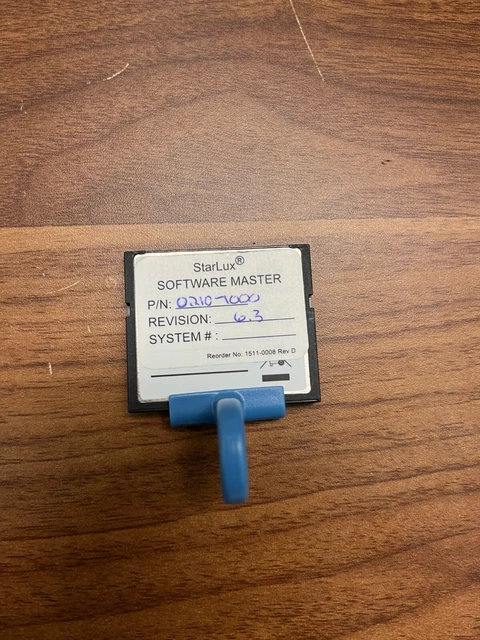 StarLux®
SOFTWARE MASTER
P/N: 0210-7000
REVISION: 6.3
SYSTEM # :
Reorder No. 1511-0008 Rev D